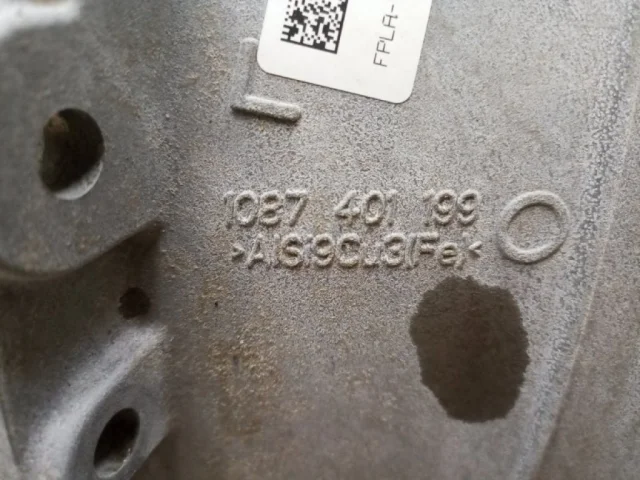 FPLA-
1087 401 199
>AlSi9Cu3(Fe)<